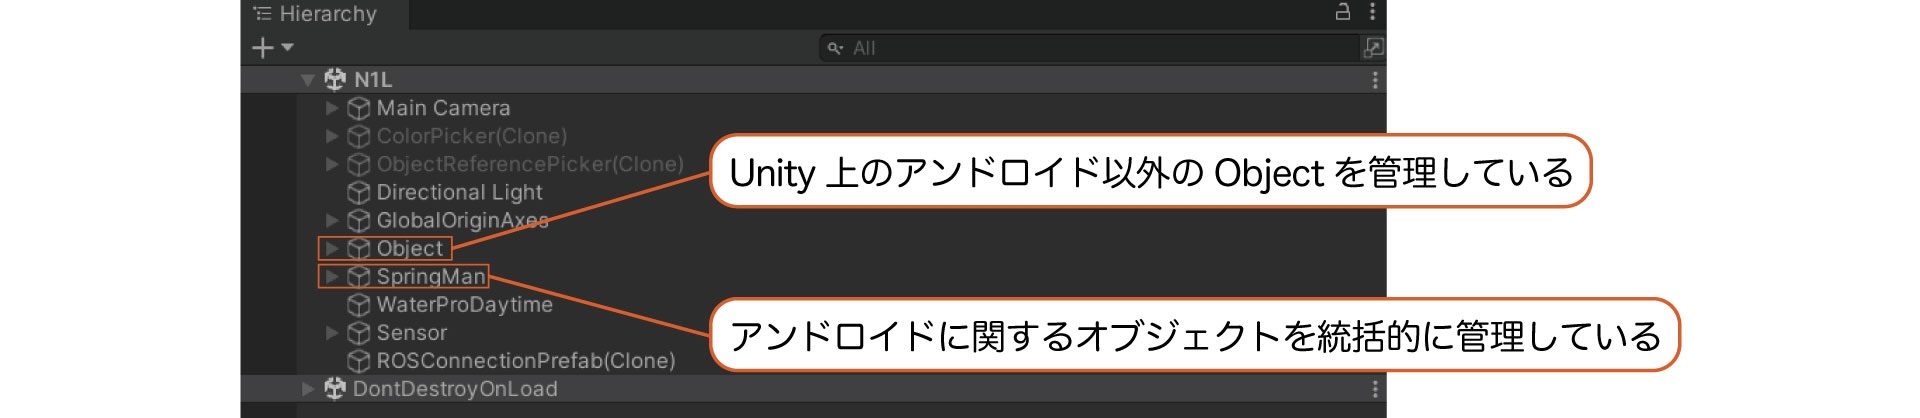 Hierarchy
All
N1L
Main Camera
ColorPicker(Clone)
ObjectReferencePicker(Clone)
Unity 上のアンドロイド以外の Object を管理している
Directional Light
GlobalOriginAxes
Object
SpringMan
WaterProDaytime
アンドロイドに関するオブジェクトを統括的に管理している
Sensor
ROSConnectionPrefab(Clone)
DontDestroyOnLoad